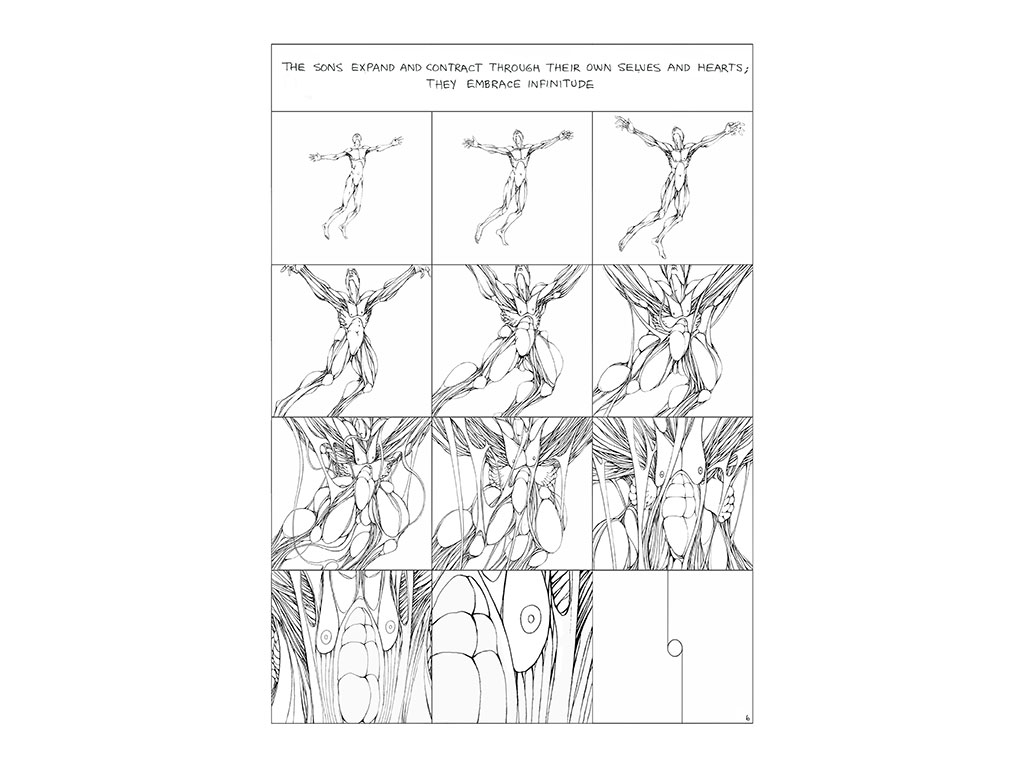 THE SONS EXPAND AND CONTRACT THROUGH THEIR OWN SELVES AND HEARTS;
THEY EMBRACE INFINITUDE
6